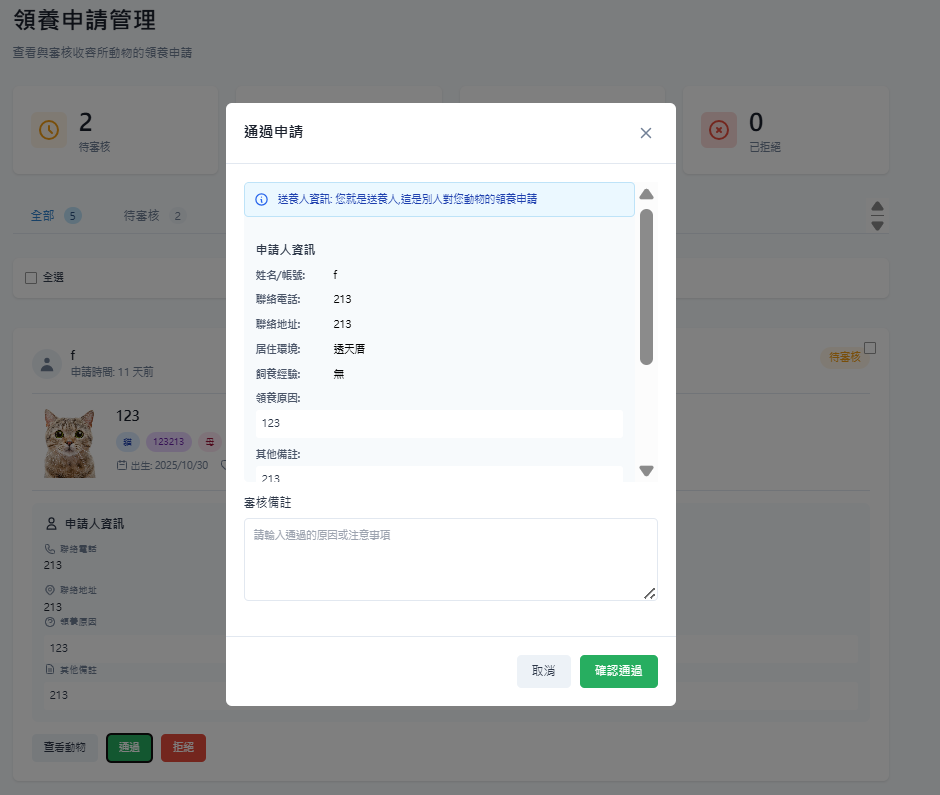 領養申請管理
查看與審核收容所動物的領養申請
2
待審核
0
已拒絕
全部 5 待審核 2
全選
f
申請時間: 11 天前
待審核
123
貓 123213 母
出生: 2025/10/30
申請人資訊
聯絡電話
213
聯絡地址
213
領養原因
123
其他備註
213
查看動物 通過 拒絕
通過申請
送養人資訊: 您就是送養人,這是別人對您動物的領養申請
申請人資訊
姓名/帳號: f
聯絡電話: 213
聯絡地址: 213
居住環境: 透天厝
飼養經驗: 無
領養原因:
123
其他備註:
213
審核備註
請輸入通過的原因或注意事項
取消 確認通過